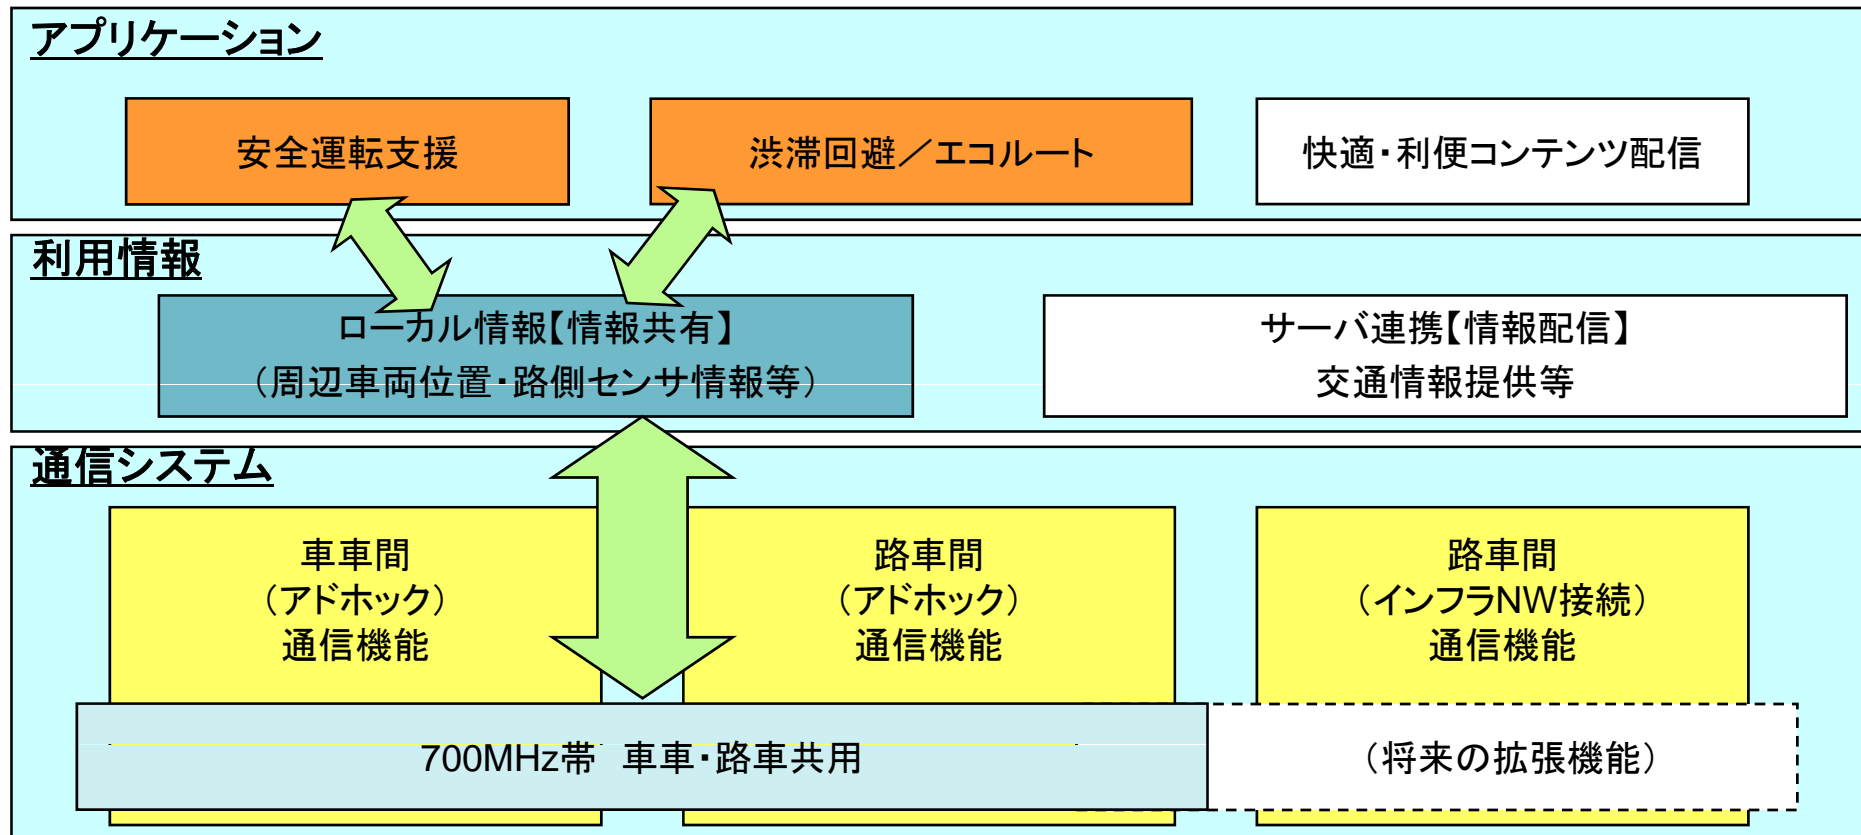 アプリケーション
安全運転支援
渋滞回避／エコルート
快適・利便コンテンツ配信
利用情報
ローカル情報【情報共有】
（周辺車両位置・路側センサ情報等）
サーバ連携【情報配信】
交通情報提供等
通信システム
車車間
（アドホック）
通信機能
路車間
（アドホック）
通信機能
路車間
（インフラNW接続）
通信機能
700MHz帯　車車・路車共用
（将来の拡張機能）